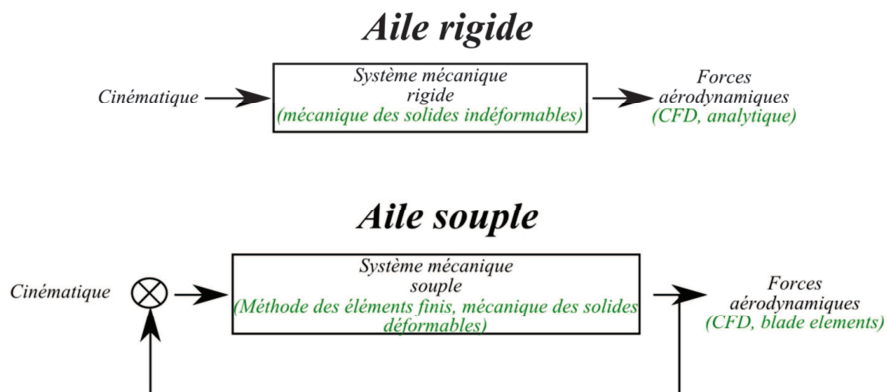 Aile rigide
Cinématique
Système mécanique
rigide
(mécanique des solides indéformables)
Forces
aérodynamiques
(CFD, analytique)
Aile souple
Cinématique
Système mécanique
souple
(Méthode des éléments finis, mécanique des solides
déformables)
Forces
aérodynamiques
(CFD, blade elements)